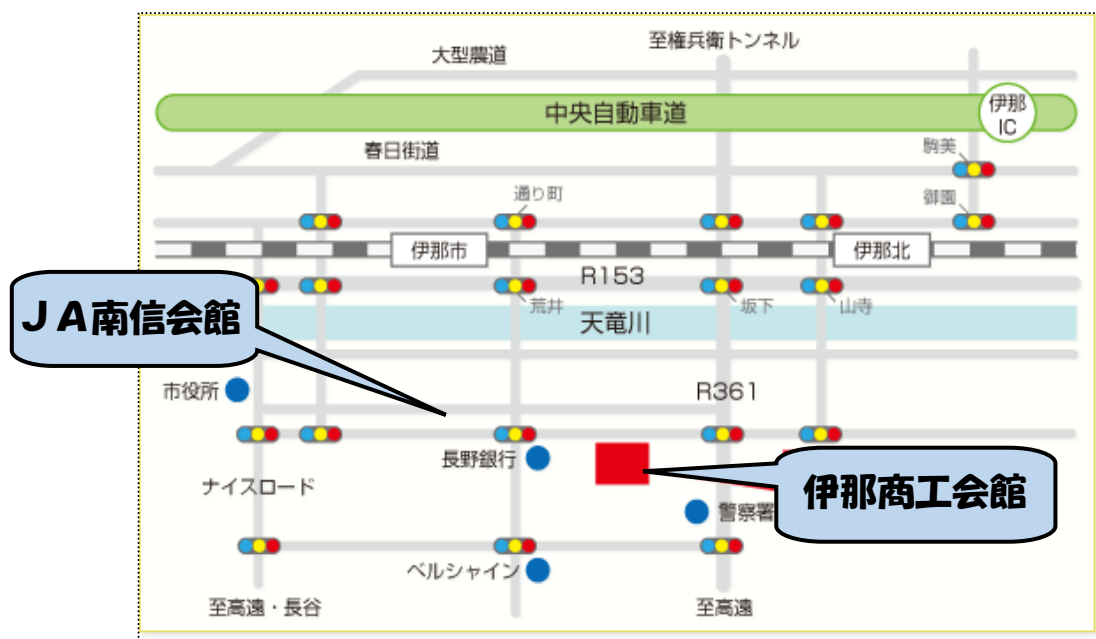 至権兵衛トンネル
大型農道
中央自動車道
伊那
IC
春日街道
駒美
通り町
御園
伊那市
伊那北
R153
荒井
坂下
山寺
ＪＡ南信会館
天竜川
市役所
R361
長野銀行
ナイスロード
伊那商工会館
警察署
ベルシャイン
至高遠・長谷
至高遠